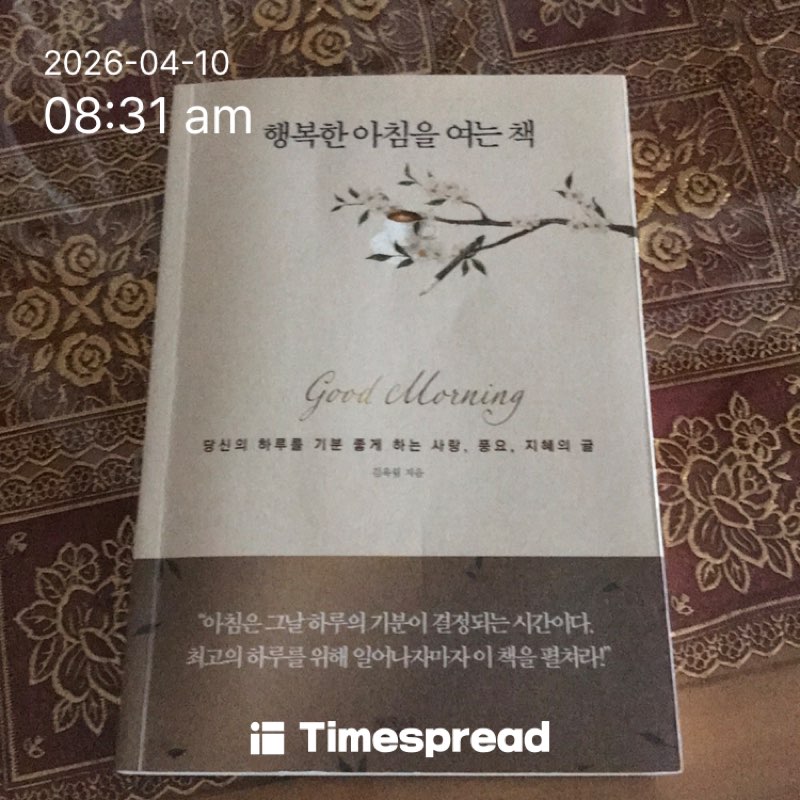 2026-04-10
08:31 am
행복한 아침을 여는 책
Good Morning
당신의 하루를 기분 좋게 하는 사랑, 풍요, 지혜의 글
지음
"아침은 그날 하루의 기분이 결정되는 시간이다.
최고의 하루를 위해 일어나자마자 이 책을 펼쳐라!"
Timespread